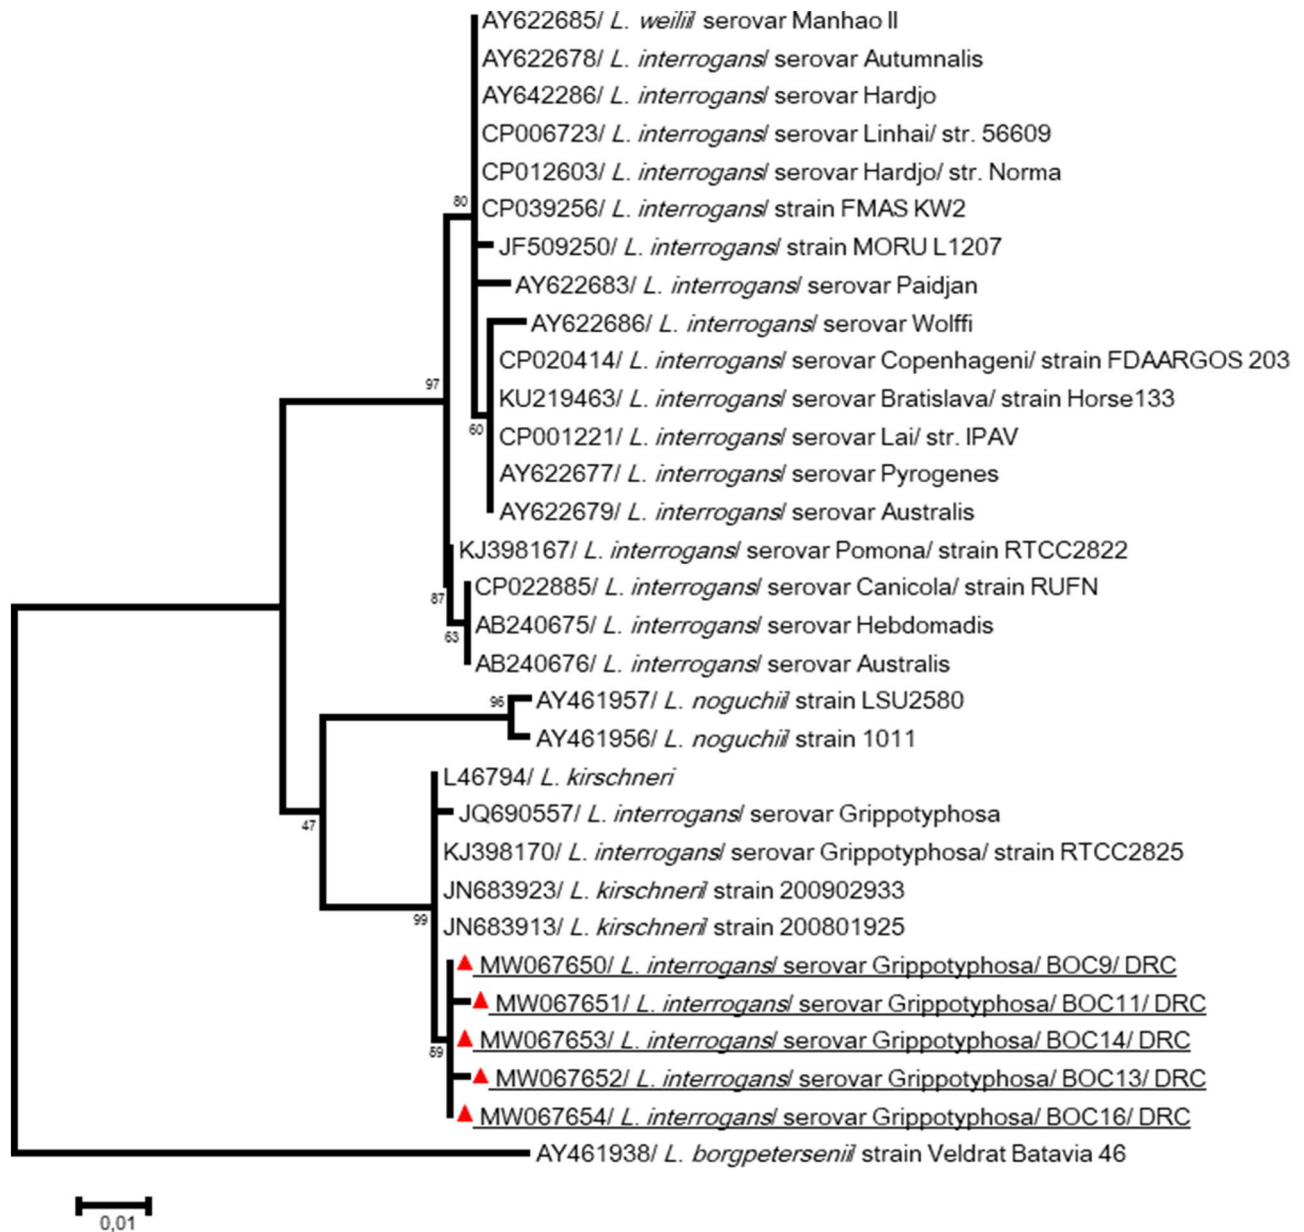 AY622685/ L. weilii/ serovar Manhao II
AY622678/ L. interrogans/ serovar Autumnalis
AY642286/ L. interrogans/ serovar Hardjo
CP006723/ L. interrogans/ serovar Linhai/ str. 56609
CP012603/ L. interrogans/ serovar Hardjo/ str. Norma
80
CP039256/ L. interrogans/ strain FMAS KW2
JF509250/ L. interrogans/ strain MORU L1207
AY622683/ L. interrogans/ serovar Paidjan
AY622686/ L. interrogans/ serovar Wolffi
CP020414/ L. interrogans/ serovar Copenhageni/ strain FDAARGOS 203
97
KU219463/ L. interrogans/ serovar Bratislava/ strain Horse133
60
CP001221/ L. interrogans/ serovar Lai/ str. IPAV
AY622677/ L. interrogans/ serovar Pyrogenes
AY622679/ L. interrogans/ serovar Australis
KJ398167/ L. interrogans/ serovar Pomona/ strain RTCC2822
CP022885/ L. interrogans/ serovar Canicola/ strain RUFN
87
AB240675/ L. interrogans/ serovar Hebdomadis
63
AB240676/ L. interrogans/ serovar Australis
96
AY461957/ L. noguchii/ strain LSU2580
AY461956/ L. noguchii/ strain 1011
L46794/ L. kirschneri
JQ690557/ L. interrogans/ serovar Grippotyphosa
47
KJ398170/ L. interrogans/ serovar Grippotyphosa/ strain RTCC2825
JN683923/ L. kirschneri/ strain 200902933
99
JN683913/ L. kirschneri/ strain 200801925
MW067650/ L. interrogans/ serovar Grippotyphosa/ BOC9/ DRC
MW067651/ L. interrogans/ serovar Grippotyphosa/ BOC11/ DRC
MW067653/ L. interrogans/ serovar Grippotyphosa/ BOC14/ DRC
59
MW067652/ L. interrogans/ serovar Grippotyphosa/ BOC13/ DRC
MW067654/ L. interrogans/ serovar Grippotyphosa/ BOC16/ DRC
AY461938/ L. borgpetersenii/ strain Veldrat Batavia 46
0,01